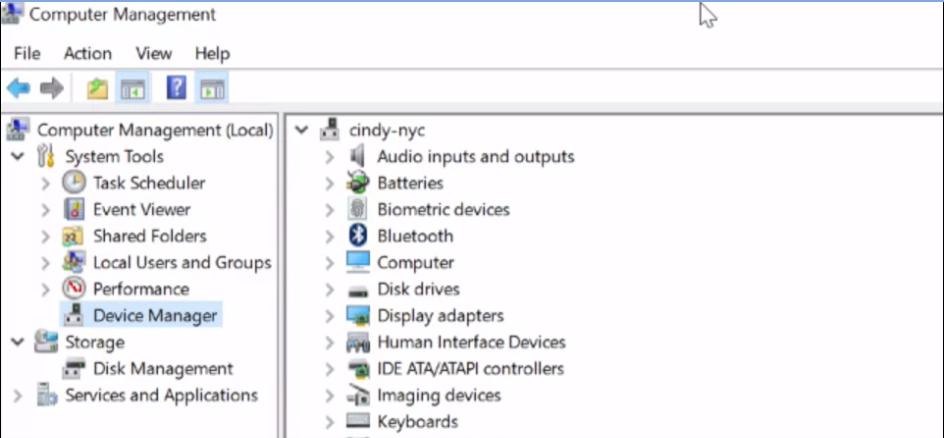 Computer Management
File Action View Help
Computer Management (Local)
System Tools
Task Scheduler
Event Viewer
Shared Folders
Local Users and Groups
Performance
Device Manager
Storage
Disk Management
Services and Applications
cindy-nyc
Audio inputs and outputs
Batteries
Biometric devices
Bluetooth
Computer
Disk drives
Display adapters
Human Interface Devices
IDE ATA/ATAPI controllers
Imaging devices
Keyboards